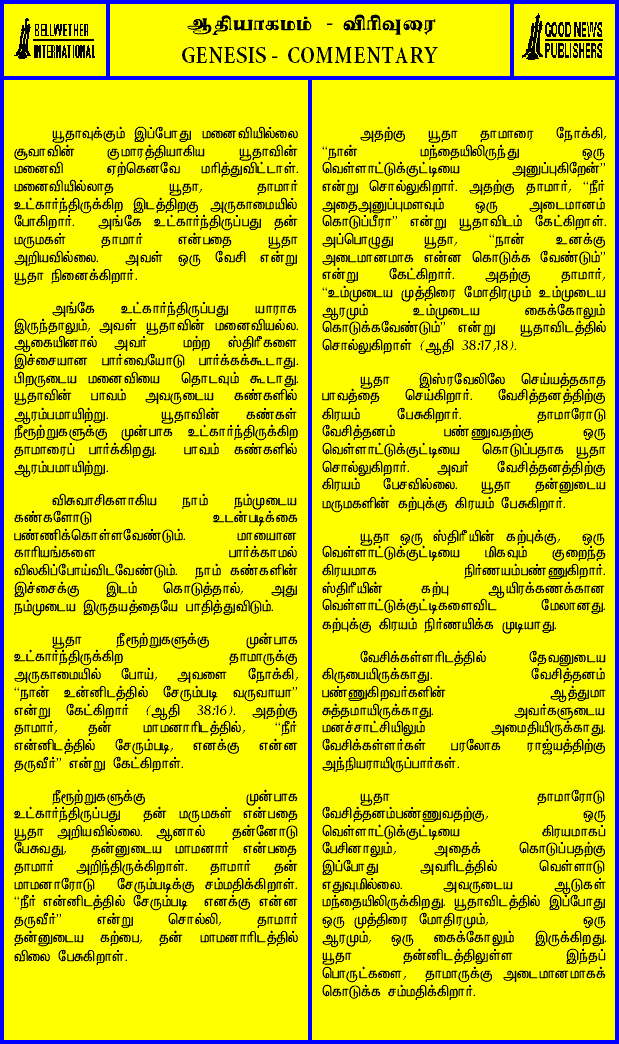 BELLWETHER
INTERNATIONAL
ஆதியாகமம் - விரிவுரை
GENESIS - COMMENTARY
GOOD NEWS
PUBLISHERS
யூதாவுக்கும் இப்போது மனைவியில்லை
சூவாவின் குமாரத்தியாகிய யூதாவின்
மனைவி ஏற்கெனவே மரித்துவிட்டாள்.
மனைவியில்லாத யூதா, தாமார்
உட்கார்ந்திருக்கிற இடத்திறகு அருகாமையில்
போகிறார். அங்கே உட்கார்ந்திருப்பது தன்
மருமகள் தாமார் என்பதை யூதா
அறியவில்லை. அவள் ஒரு வேசி என்று
யூதா நினைக்கிறார்.
அங்கே உட்கார்ந்திருப்பது யாராக
இருந்தாலும், அவள் யூதாவின் மனைவியல்ல.
ஆகையினால் அவர் மற்ற ஸ்திரீகளை
இச்சையான பார்வையோடு பார்க்கக்கூடாது.
பிறருடைய மனைவியை தொடவும் கூடாது.
யூதாவின் பாவம் அவருடைய கண்களில்
ஆரம்பமாயிற்று. யூதாவின் கண்கள்
நீரூற்றுகளுக்கு முன்பாக உட்கார்ந்திருக்கிற
தாமாரைப் பார்க்கிறது. பாவம் கண்களில்
ஆரம்பமாயிற்று.
விசுவாசிகளாகிய நாம் நம்முடைய
கண்களோடு உடன்படிக்கை
பண்ணிக்கொள்ளவேண்டும். மாயையான
காரியங்களை பார்க்காமல்
விலகிப்போய்விடவேண்டும். நாம் கண்களின்
இச்சைக்கு இடம் கொடுத்தால், அது
நம்முடைய இருதயத்தையே பாதித்துவிடும்.
யூதா நீரூற்றுகளுக்கு முன்பாக
உட்கார்ந்திருக்கிற தாமாருக்கு
அருகாமையில் போய், அவளை நோக்கி,
“நான் உன்னிடத்தில் சேரும்படி வருவாயா”
என்று கேட்கிறார் (ஆதி 38:16). அதற்கு
தாமார், தன் மாமனாரிடத்தில், “நீர்
என்னிடத்தில் சேரும்படி, எனக்கு என்ன
தருவீர்” என்று கேட்கிறாள்.
நீரூற்றுகளுக்கு முன்பாக
உட்கார்ந்திருப்பது தன் மருமகள் என்பதை
யூதா அறியவில்லை. ஆனால் தன்னோடு
பேசுவது, தன்னுடைய மாமனார் என்பதை
தாமார் அறிந்திருக்கிறாள். தாமார் தன்
மாமனாரோடு சேரும்படிக்கு சம்மதிக்கிறாள்.
“நீர் என்னிடத்தில் சேரும்படி எனக்கு என்ன
தருவீர்” என்று சொல்லி, தாமார்
தன்னுடைய கற்பை, தன் மாமனாரிடத்தில்
விலை பேசுகிறாள்.
அதற்கு யூதா தாமாரை நோக்கி,
“நான் மந்தையிலிருந்து ஒரு
வெள்ளாட்டுக்குட்டியை அனுப்புகிறேன்”
என்று சொல்லுகிறார். அதற்கு தாமார், “நீர்
அதைஅனுப்புமளவும் ஒரு அடைமானம்
கொடுப்பீரா” என்று யூதாவிடம் கேட்கிறாள்.
அப்பொழுது யூதா, “நான் உனக்கு
அடைமானமாக என்ன கொடுக்க வேண்டும்”
என்று கேட்கிறார். அதற்கு தாமார்,
“உம்முடைய முத்திரை மோதிரமும் உம்முடைய
ஆரமும் உம்முடைய கைக்கோலும்
கொடுக்கவேண்டும்” என்று யூதாவிடத்தில்
சொல்லுகிறாள் (ஆதி 38:17,18).
யூதா இஸ்ரவேலிலே செய்யத்தகாத
பாவத்தை செய்கிறார். வேசித்தனத்திற்கு
கிரயம் பேசுகிறார். தாமாரோடு
வேசித்தனம் பண்ணுவதற்கு ஒரு
வெள்ளாட்டுக்குட்டியை கொடுப்பதாக யூதா
சொல்லுகிறார். அவர் வேசித்தனத்திற்கு
கிரயம் பேசவில்லை. யூதா தன்னுடைய
மருமகளின் கற்புக்கு கிரயம் பேசுகிறார்.
யூதா ஒரு ஸ்திரீயின் கற்புக்கு, ஒரு
வெள்ளாட்டுக்குட்டியை மிகவும் குறைந்த
கிரயமாக நிர்ணயம்பண்ணுகிறார்.
ஸ்திரீயின் கற்பு ஆயிரக்கணக்கான
வெள்ளாட்டுக்குட்டிகளைவிட மேலானது.
கற்புக்கு கிரயம் நிர்ணயிக்க முடியாது.
வேசிக்கள்ளரிடத்தில் தேவனுடைய
கிருபையிருக்காது. வேசித்தனம்
பண்ணுகிறவர்களின் ஆத்துமா
சுத்தமாயிருக்காது. அவர்களுடைய
மனச்சாட்சியிலும் அமைதியிருக்காது.
வேசிக்கள்ளர்கள் பரலோக ராஜ்யத்திற்கு
அந்நியராயிருப்பார்கள்.
யூதா தாமாரோடு
வேசித்தனம்பண்ணுவதற்கு, ஒரு
வெள்ளாட்டுக்குட்டியை கிரயமாகப்
பேசினாலும், அதைக் கொடுப்பதற்கு
இப்போது அவரிடத்தில் வெள்ளாடு
எதுவுமில்லை. அவருடைய ஆடுகள்
மந்தையிலிருக்கிறது. யூதாவிடத்தில் இப்போது
ஒரு முத்திரை மோதிரமும், ஒரு
ஆரமும், ஒரு கைக்கோலும் இருக்கிறது.
யூதா தன்னிடத்திலுள்ள இந்தப்
பொருட்களை, தாமாருக்கு அடைமானமாகக்
கொடுக்க சம்மதிக்கிறார்.